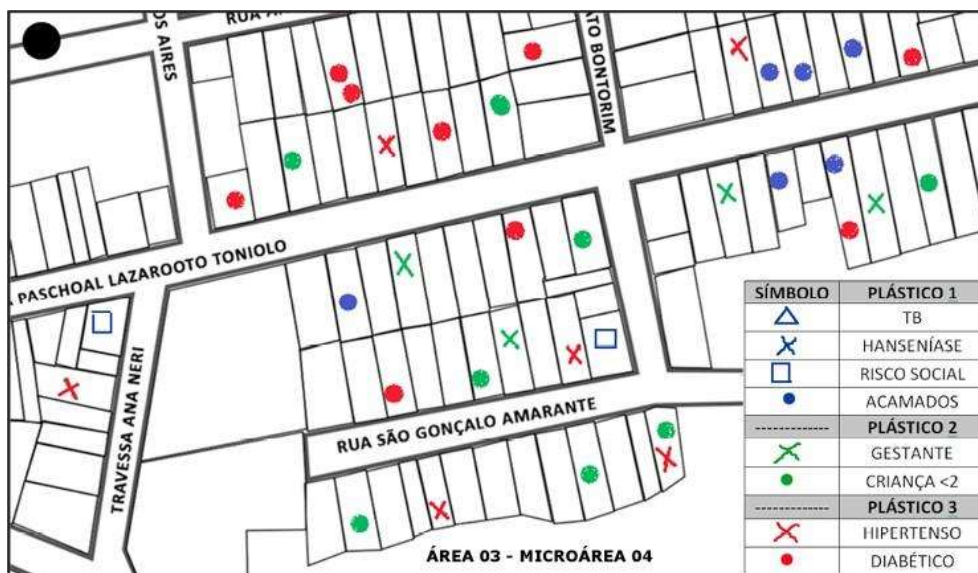 RUA
OS AIRES
ATO BONTORIM
PASCHOAL LAZAROOTO TONIOLO
TRAVESSA ANA NERI
RUA SÃO GONÇALO AMARANTE
ÁREA 03 - MICROÁREA 04
SÍMBOLO PLÁSTICO 1
TB
HANSENÍASE
RISCO SOCIAL
ACAMADOS
------------- PLÁSTICO 2
GESTANTE
CRIANÇA <2
------------- PLÁSTICO 3
HIPERTENSO
DIABÉTICO